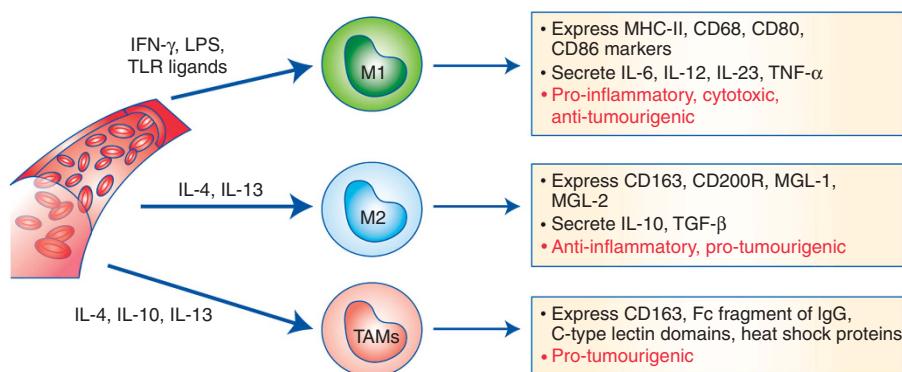 IFN-γ, LPS,
TLR ligands
M1
• Express MHC-II, CD68, CD80,
CD86 markers
• Secrete IL-6, IL-12, IL-23, TNF-α
• Pro-inflammatory, cytotoxic,
anti-tumourigenic
IL-4, IL-13
M2
• Express CD163, CD200R, MGL-1,
MGL-2
• Secrete IL-10, TGF-β
• Anti-inflammatory, pro-tumourigenic
IL-4, IL-10, IL-13
TAMs
• Express CD163, Fc fragment of IgG,
C-type lectin domains, heat shock proteins
• Pro-tumourigenic